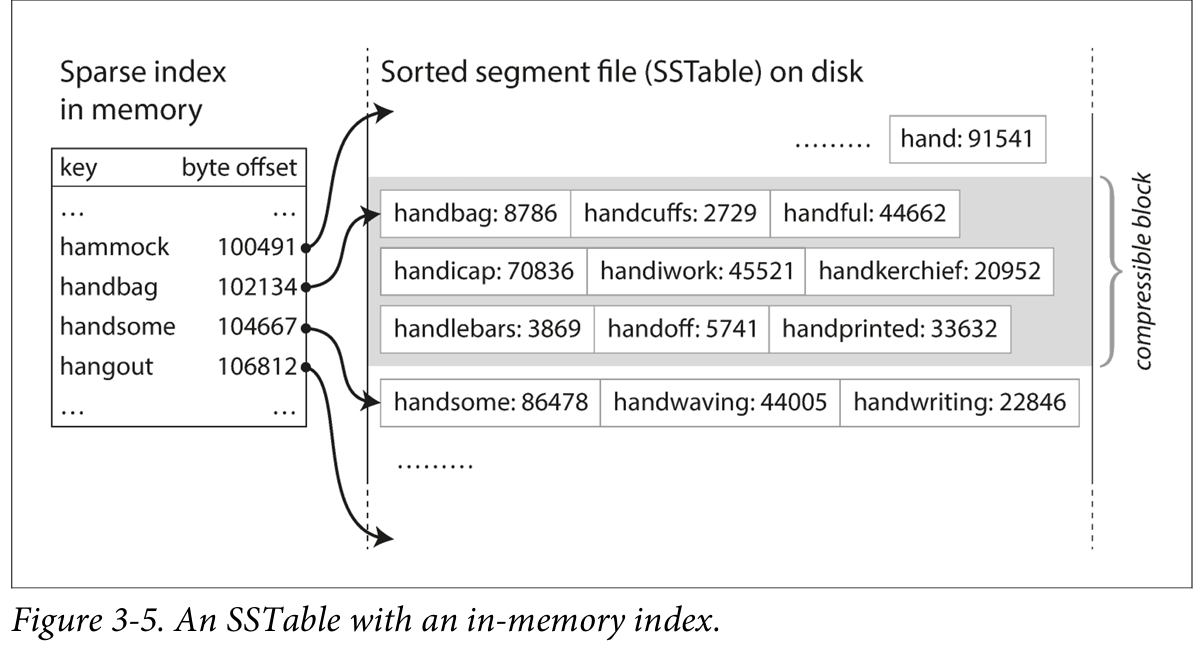 Sparse index
in memory
key byte offset
... ...
hammock 100491
handbag 102134
handsome 104667
hangout 106812
... ...
Sorted segment file (SSTable) on disk
......... hand: 91541
handbag: 8786 handcuffs: 2729 handful: 44662
handicap: 70836 handiwork: 45521 handkerchief: 20952
handlebars: 3869 handoff: 5741 handprinted: 33632
handsome: 86478 handwaving: 44005 handwriting: 22846
.........
compressible block
Figure 3-5. An SSTable with an in-memory index.